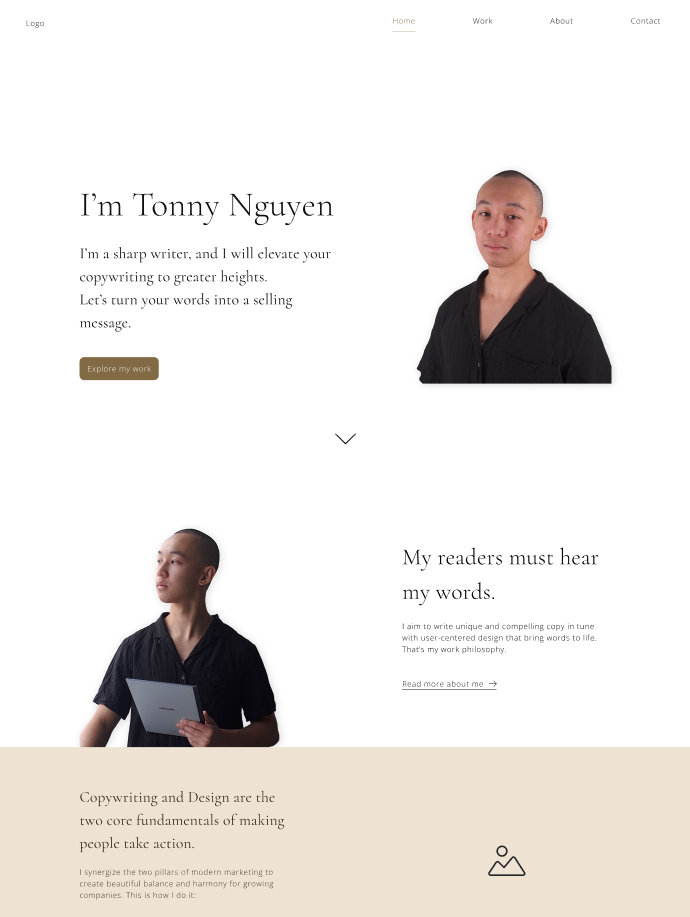 Logo
Home
Work
About
Contact
I’m Tonny Nguyen
I’m a sharp writer, and I will elevate your
copywriting to greater heights.
Let’s turn your words into a selling
message.
Explore my work
My readers must hear
my words.
I aim to write unique and compelling copy in tune
with user-centered design that bring words to life.
That's my work philosophy.
Read more about me
Copywriting and Design are the
two core fundamentals of making
people take action.
I synergize the two pillars of modern marketing to
create beautiful balance and harmony for growing
companies. This is how I do it: